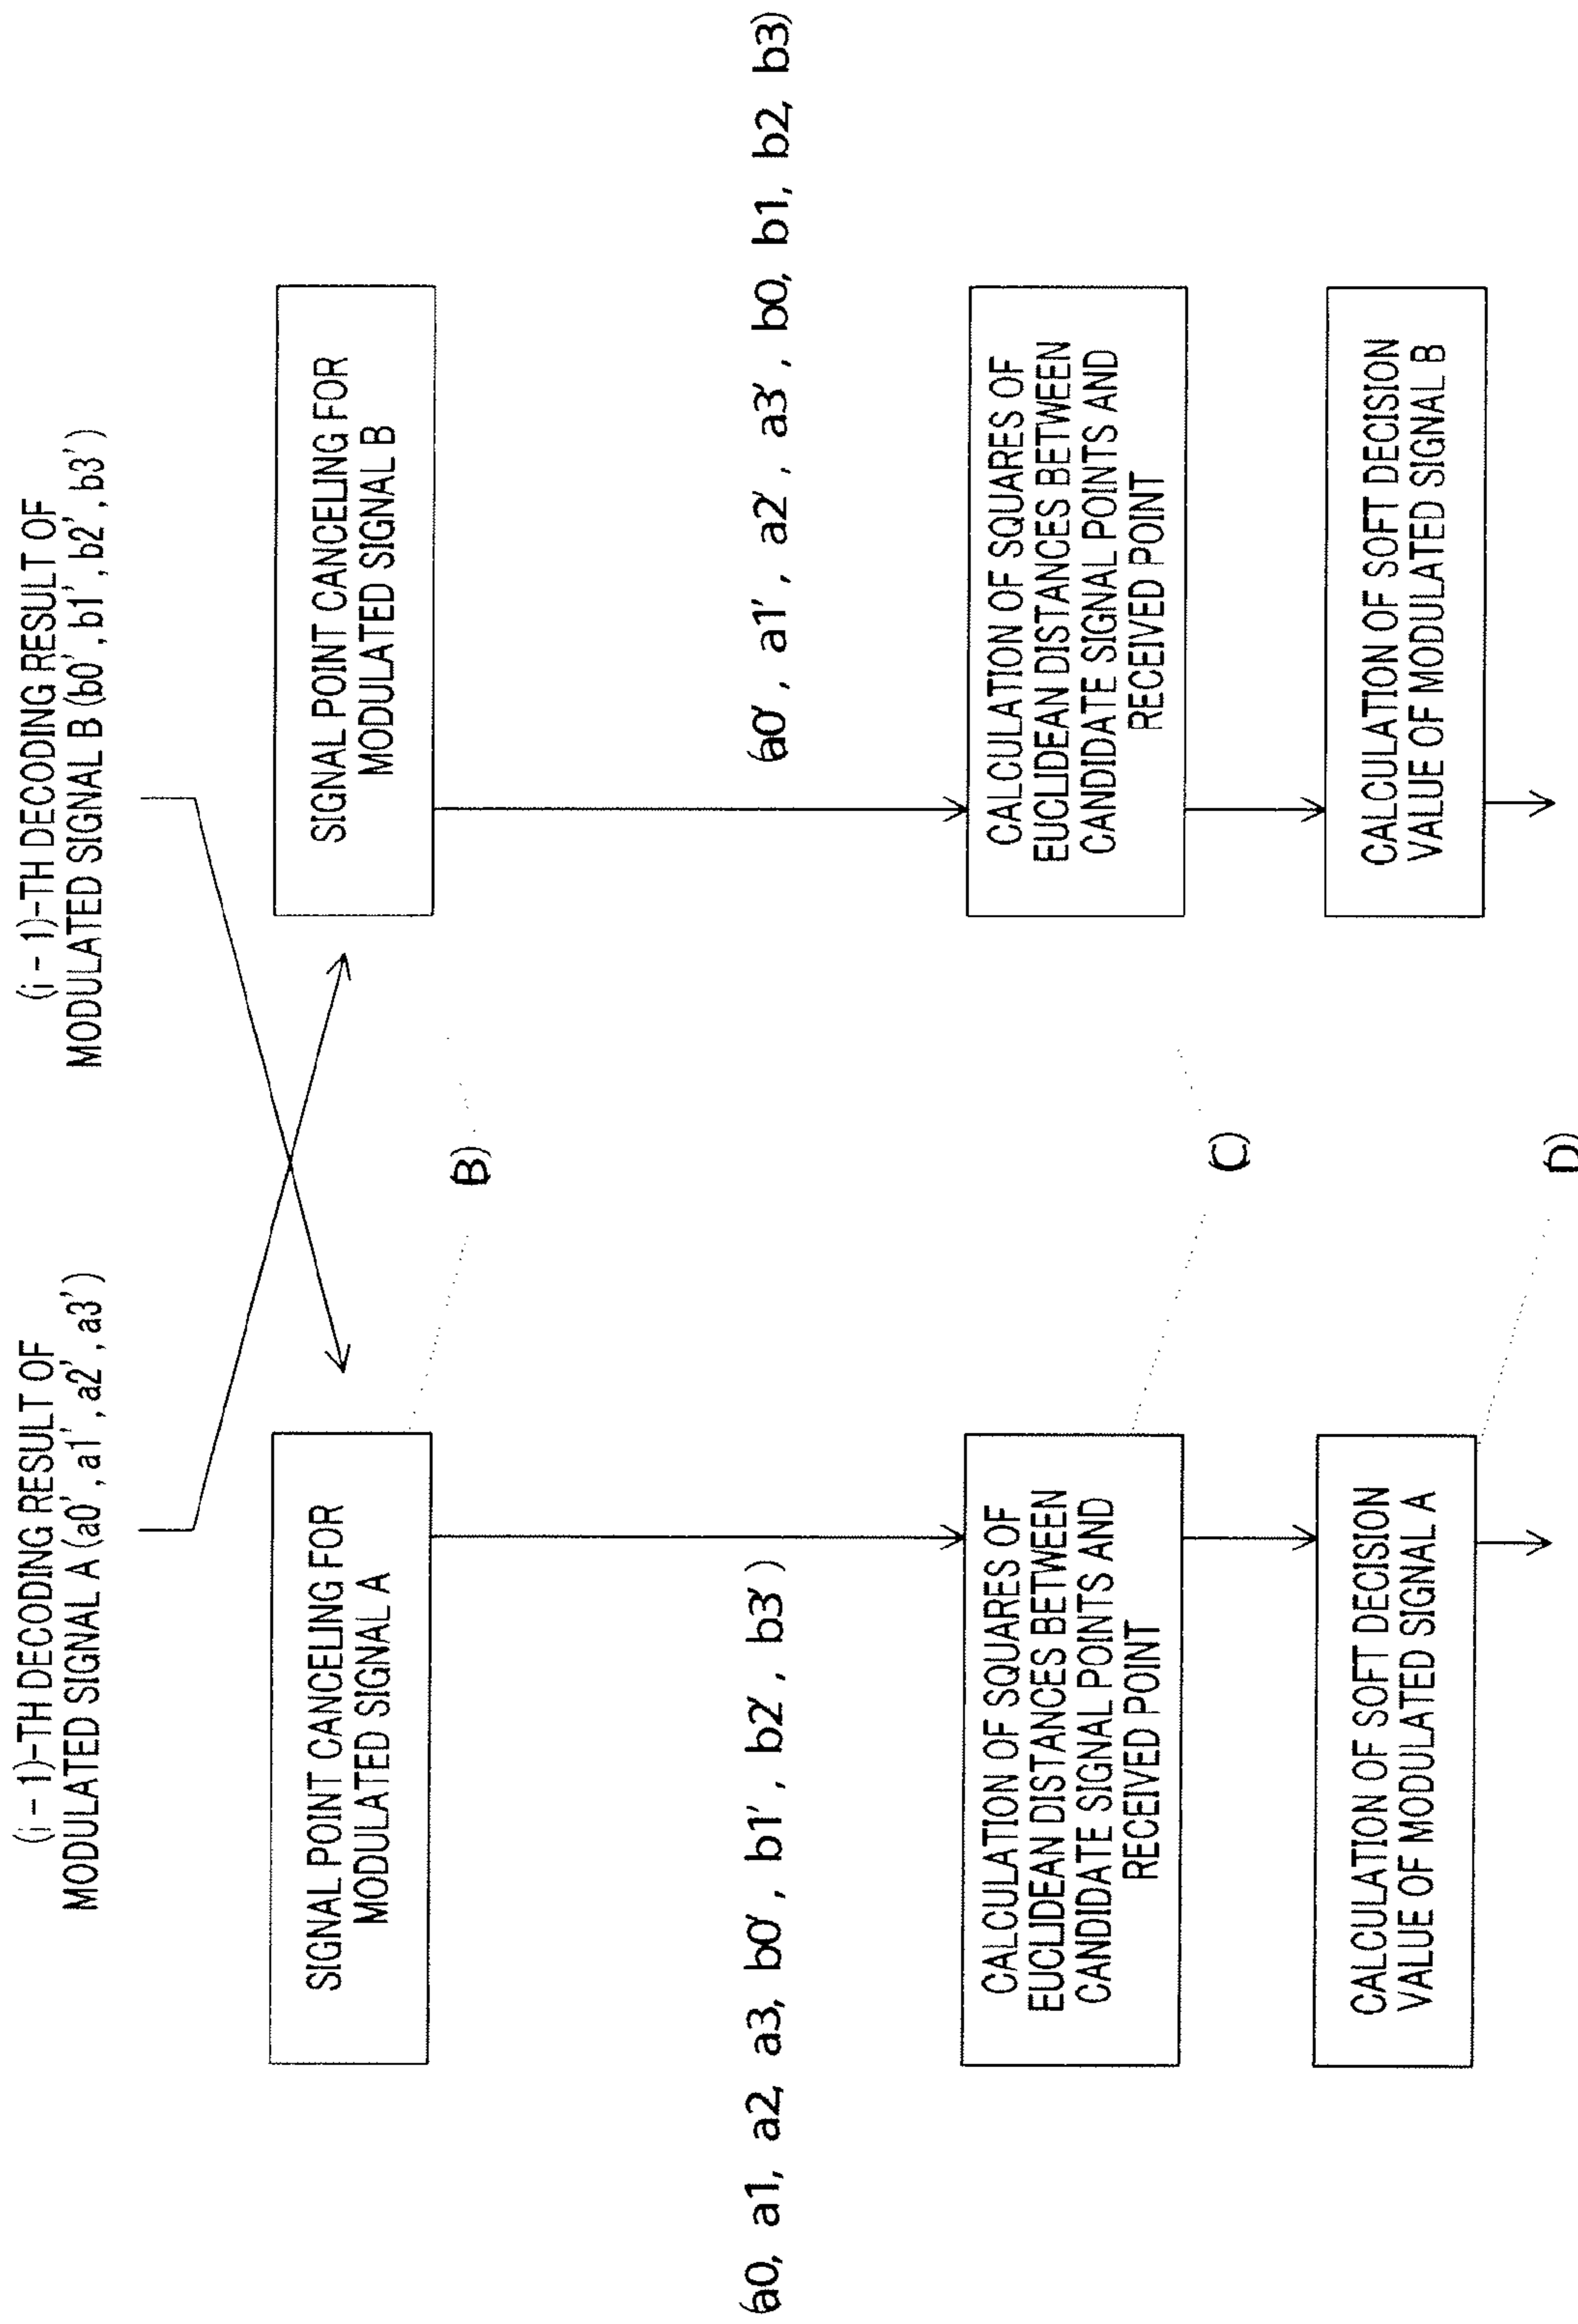 (i - 1)-TH DECODING RESULT OF
MODULATED SIGNAL A (a0', a1', a2', a3')
(i - 1)-TH DECODING RESULT OF
MODULATED SIGNAL B (b0', b1', b2', b3')
SIGNAL POINT CANCELING FOR
MODULATED SIGNAL A
SIGNAL POINT CANCELING FOR
MODULATED SIGNAL B
(B)
(a0, a1, a2, a3, b0', b1', b2', b3')
(a0', a1', a2', a3', b0, b1, b2, b3)
CALCULATION OF SQUARES OF
EUCLIDEAN DISTANCES BETWEEN
CANDIDATE SIGNAL POINTS AND
RECEIVED POINT
CALCULATION OF SQUARES OF
EUCLIDEAN DISTANCES BETWEEN
CANDIDATE SIGNAL POINTS AND
RECEIVED POINT
(C)
CALCULATION OF SOFT DECISION
VALUE OF MODULATED SIGNAL A
CALCULATION OF SOFT DECISION
VALUE OF MODULATED SIGNAL B
D)